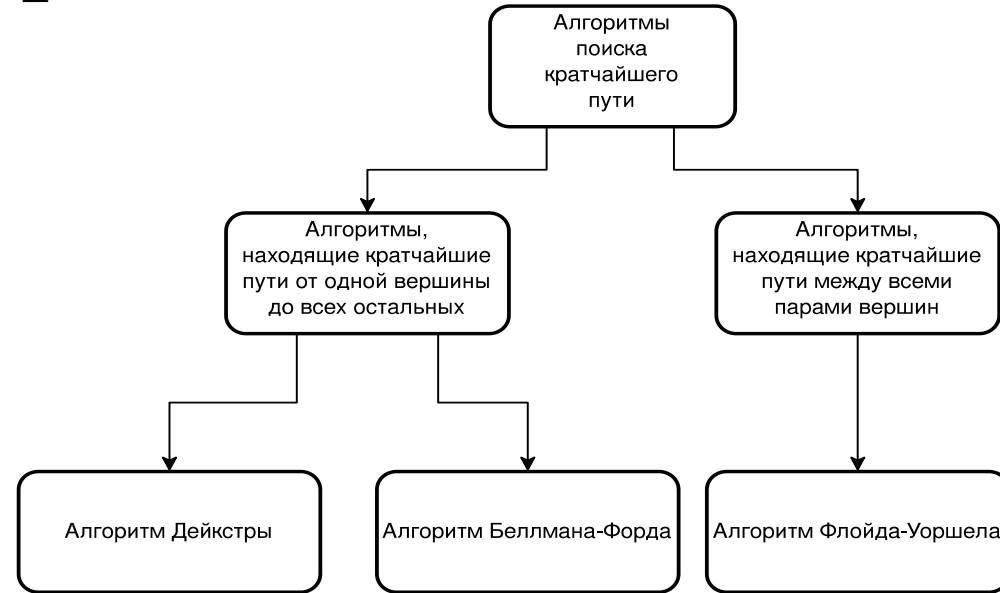 Алгоритмы
поиска
кратчайшего
пути
Алгоритмы,
находящие кратчайшие
пути от одной вершины
до всех остальных
Алгоритмы,
находящие кратчайшие
пути между всеми
парами вершин
Алгоритм Дейкстры
Алгоритм Беллмана-Форда
Алгоритм Флойда-Уоршела